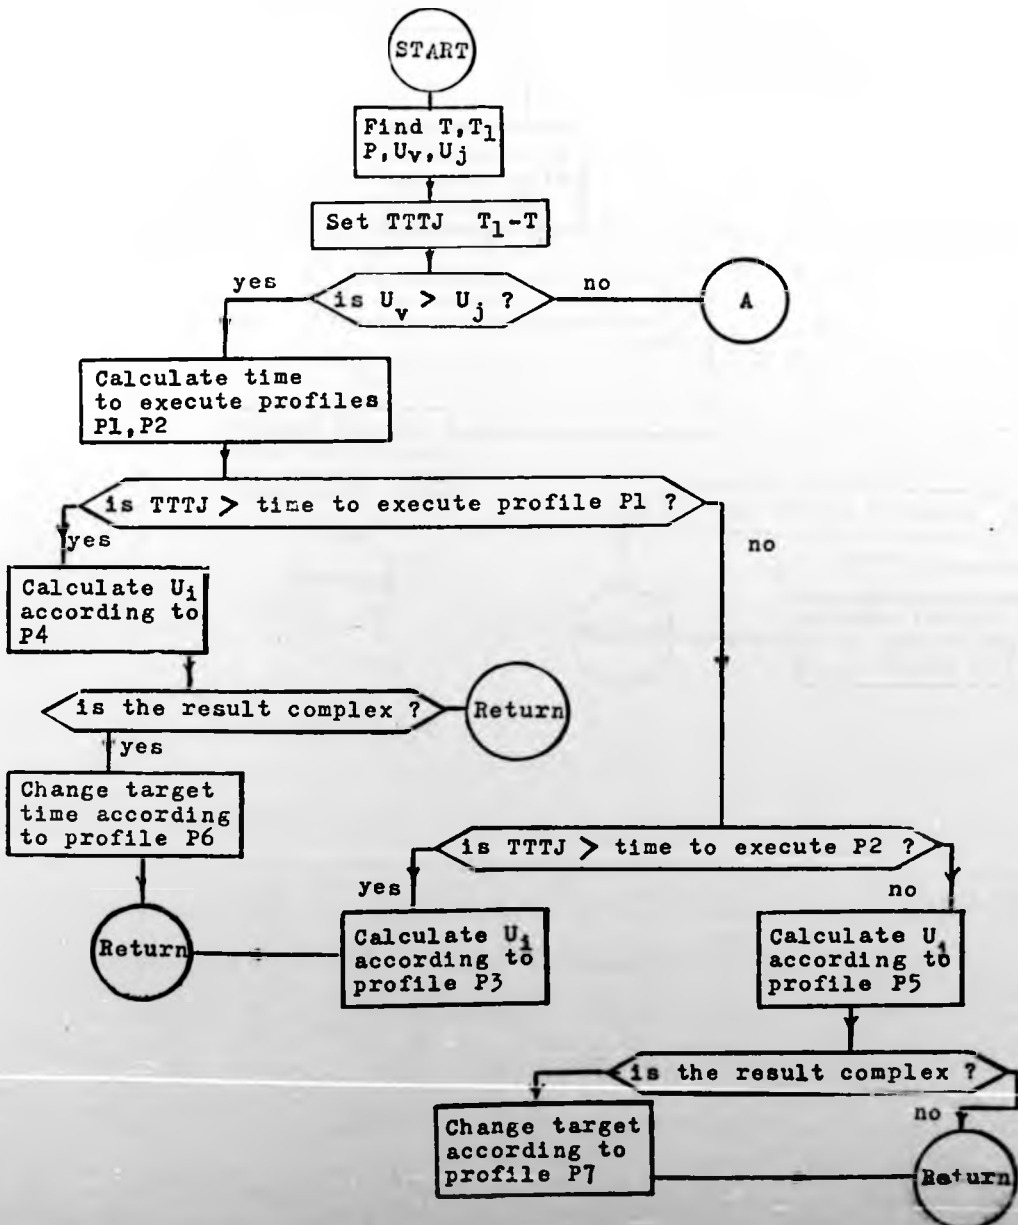 START
Find T,T1
P,Uv,Uj
Set TTTJ T1-T
yes
is Uv > Uj ?
no
A
Calculate time
to execute profiles
P1,P2
is TTTJ > time to execute profile P1 ?
yes
no
Calculate Ui
according to
P4
is the result complex ?
Return
yes
Change target
time according
to profile P6
is TTTJ > time to execute P2 ?
yes
no
Return
Calculate Ui
according to
profile P3
Calculate Ui
according to
profile P5
is the result complex ?
no
Change target
according to
profile P7
Return